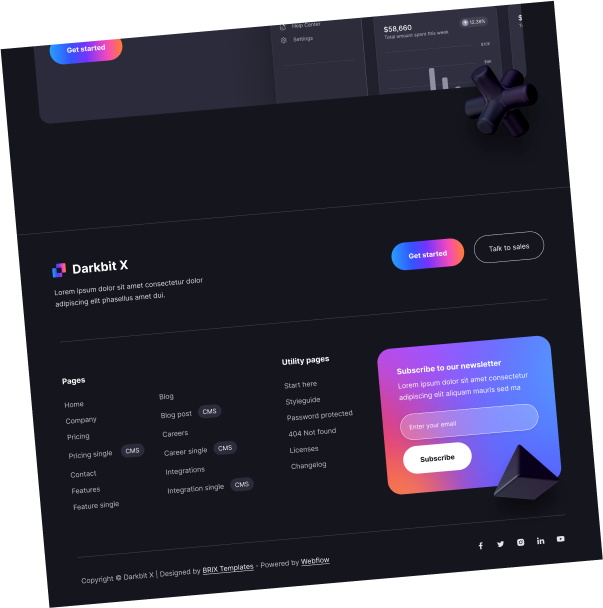 Get started
Help Center
Settings
$58,660
12.38%
Total amount spent this week
$10K
Darkbit X
Lorem ipsum dolor sit amet consectetur dolor
adipiscing elit phasellus amet dui.
Get started
Talk to sales
Pages
Home
Company
Pricing
Pricing single CMS
Contact
Features
Feature single
Blog
Blog post CMS
Careers
Career single CMS
Integrations
Integration single CMS
Utility pages
Start here
Styleguide
Password protected
404 Not found
Licenses
Changelog
Subscribe to our newsletter
Lorem ipsum dolor sit amet consectetur
adipiscing elit aliquam mauris sed ma
Enter your email
Subscribe
Copyright © Darkbit X | Designed by BRIX Templates - Powered by Webflow